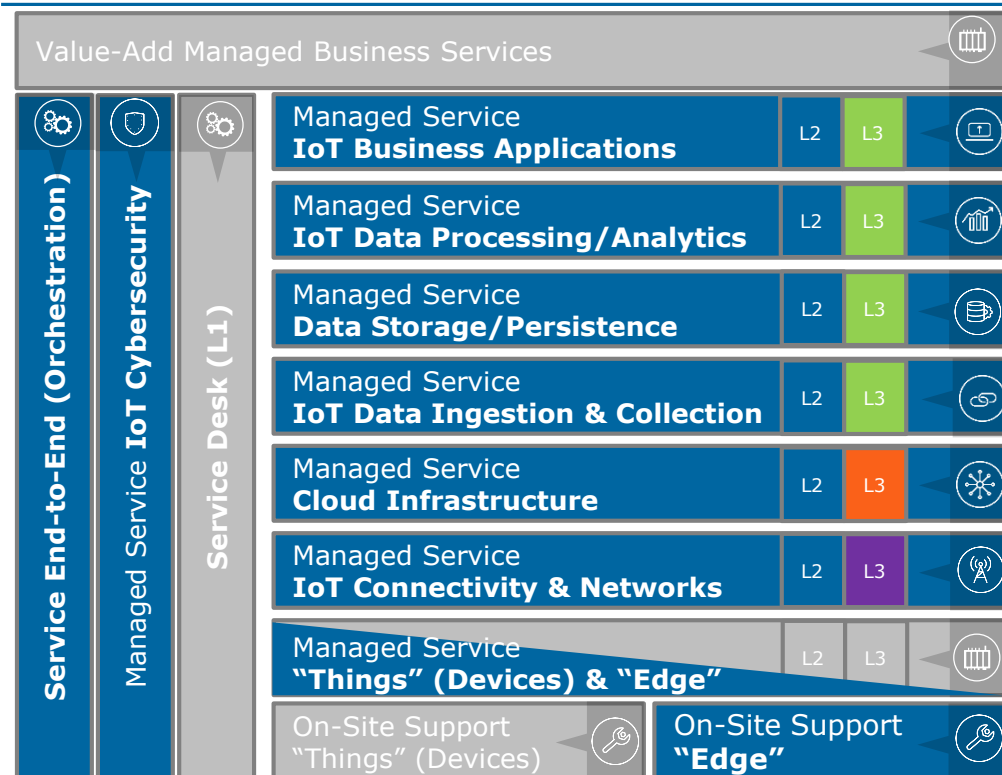 Value-Add Managed Business Services
Service End-to-End (Orchestration)
Managed Service IoT Cybersecurity
Service Desk (L1)
Managed Service
IoT Business Applications
L2
L3
Managed Service
IoT Data Processing/Analytics
L2
L3
Managed Service
Data Storage/Persistence
L2
L3
Managed Service
IoT Data Ingestion & Collection
L2
L3
Managed Service
Cloud Infrastructure
L2
L3
Managed Service
IoT Connectivity & Networks
L2
L3
Managed Service
“Things” (Devices) & “Edge”
L2
L3
On-Site Support
“Things” (Devices)
On-Site Support
“Edge”